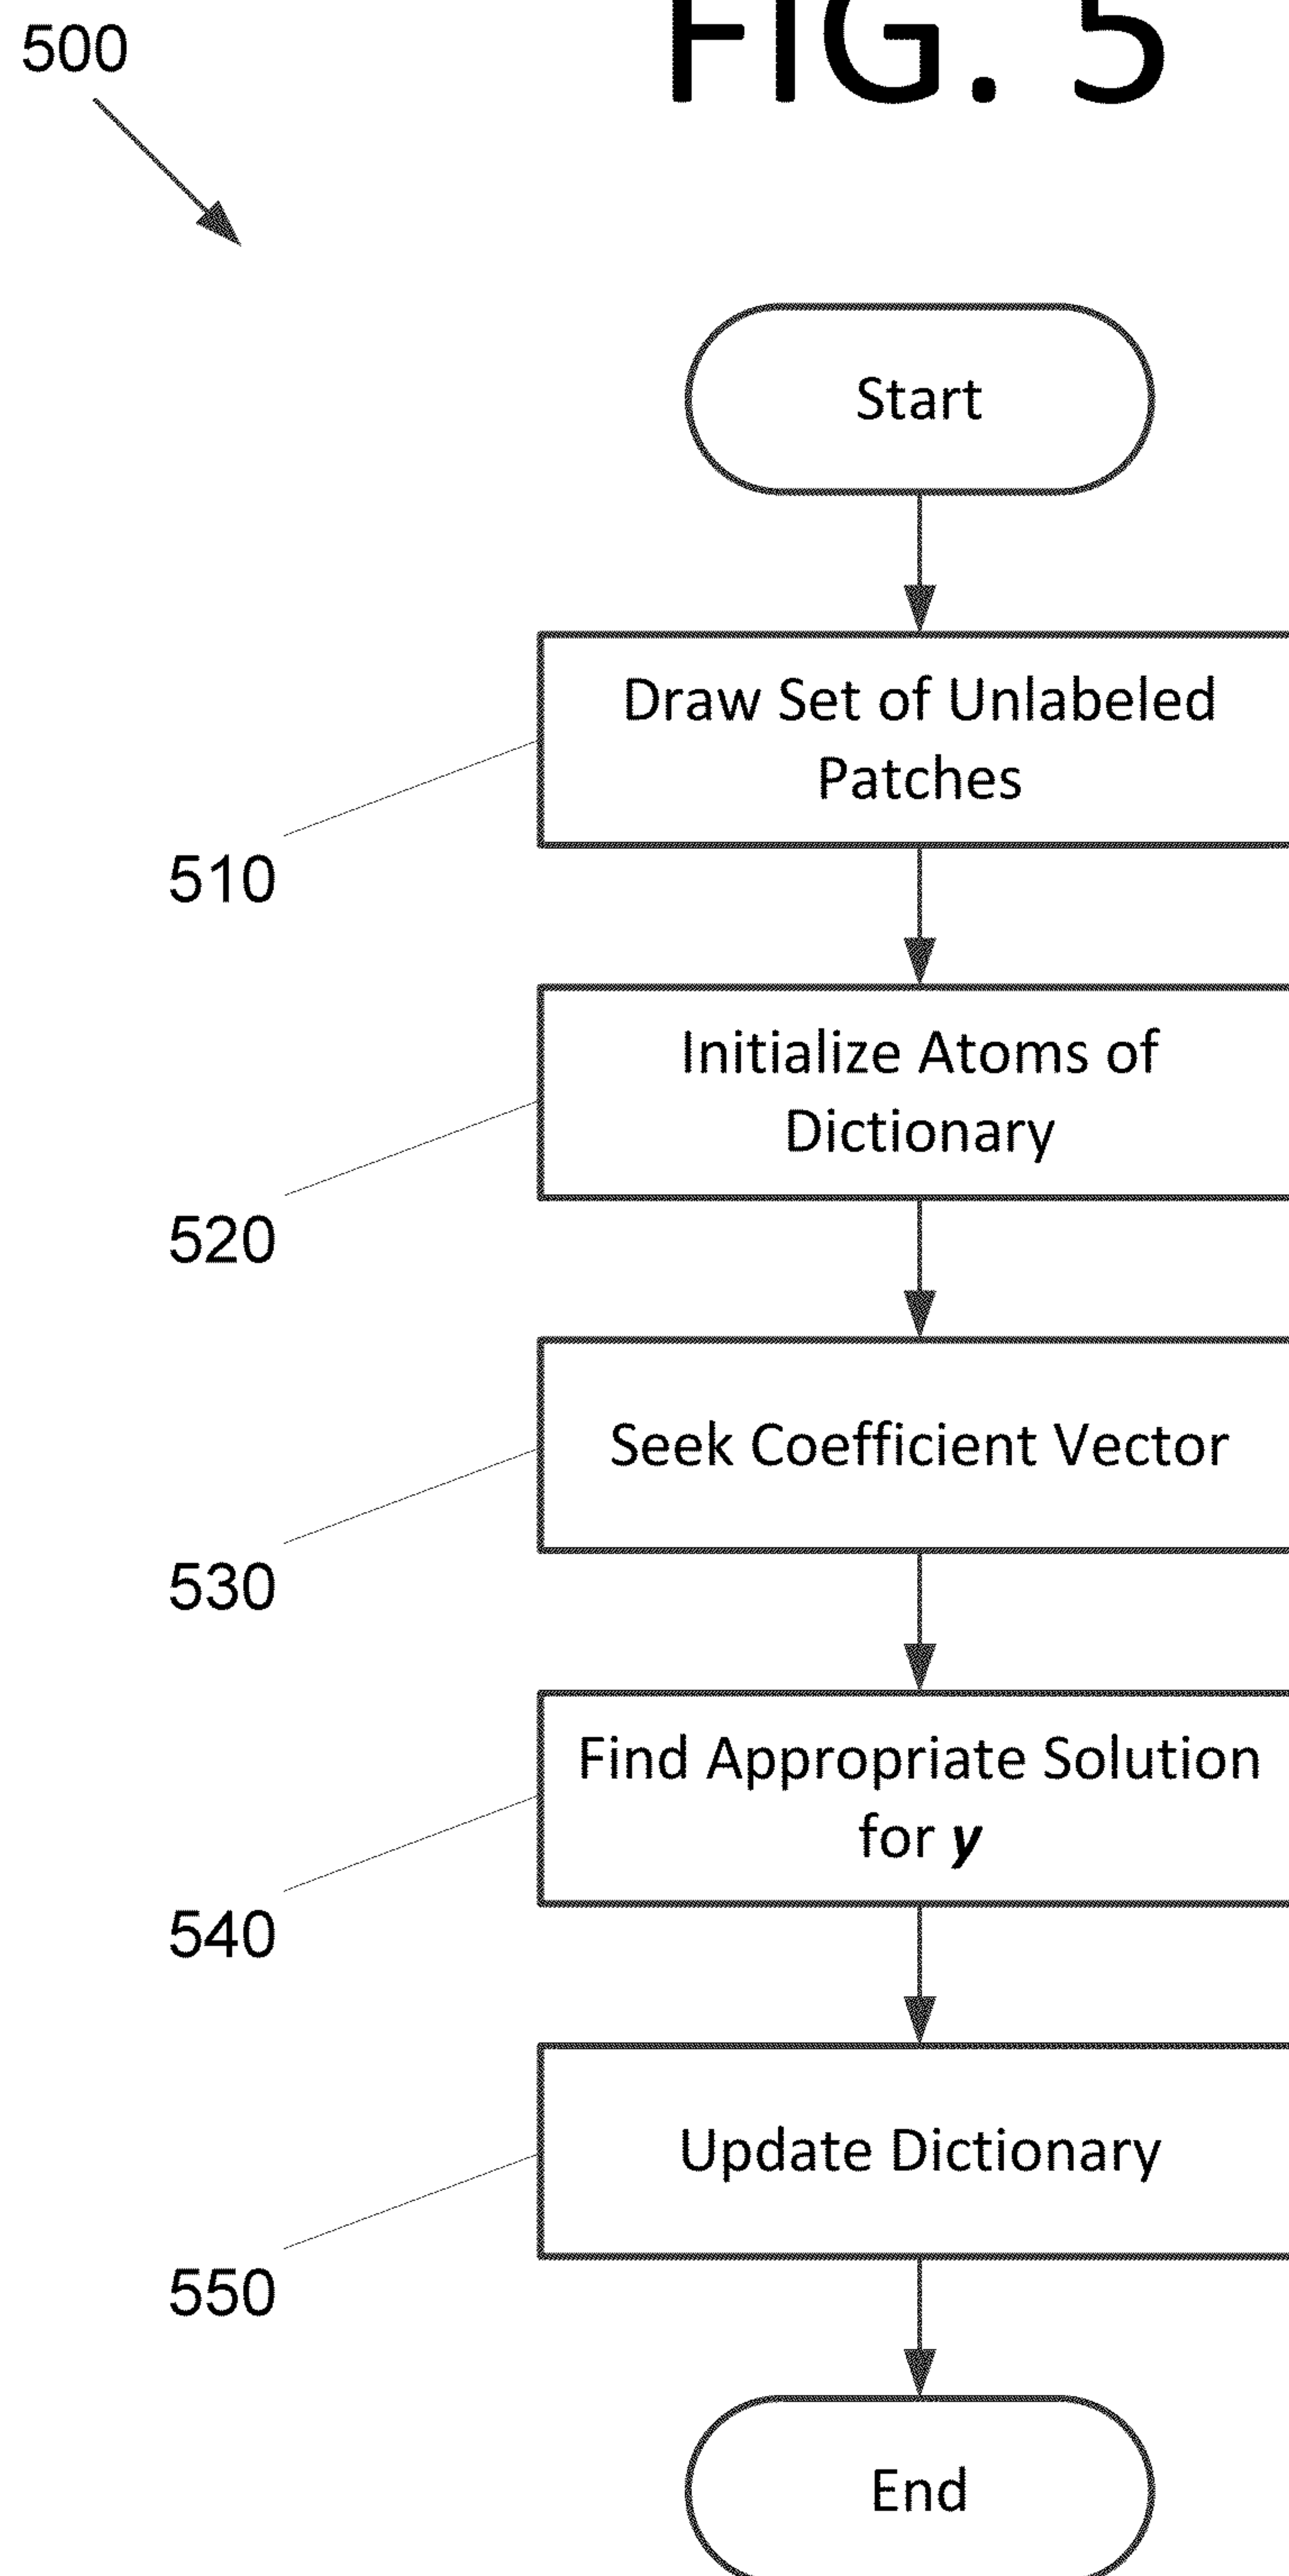 500
FIG. 5
Start
Draw Set of Unlabeled
Patches
510
Initialize Atoms of
Dictionary
520
Seek Coefficient Vector
530
Find Appropriate Solution
for y
540
Update Dictionary
550
End